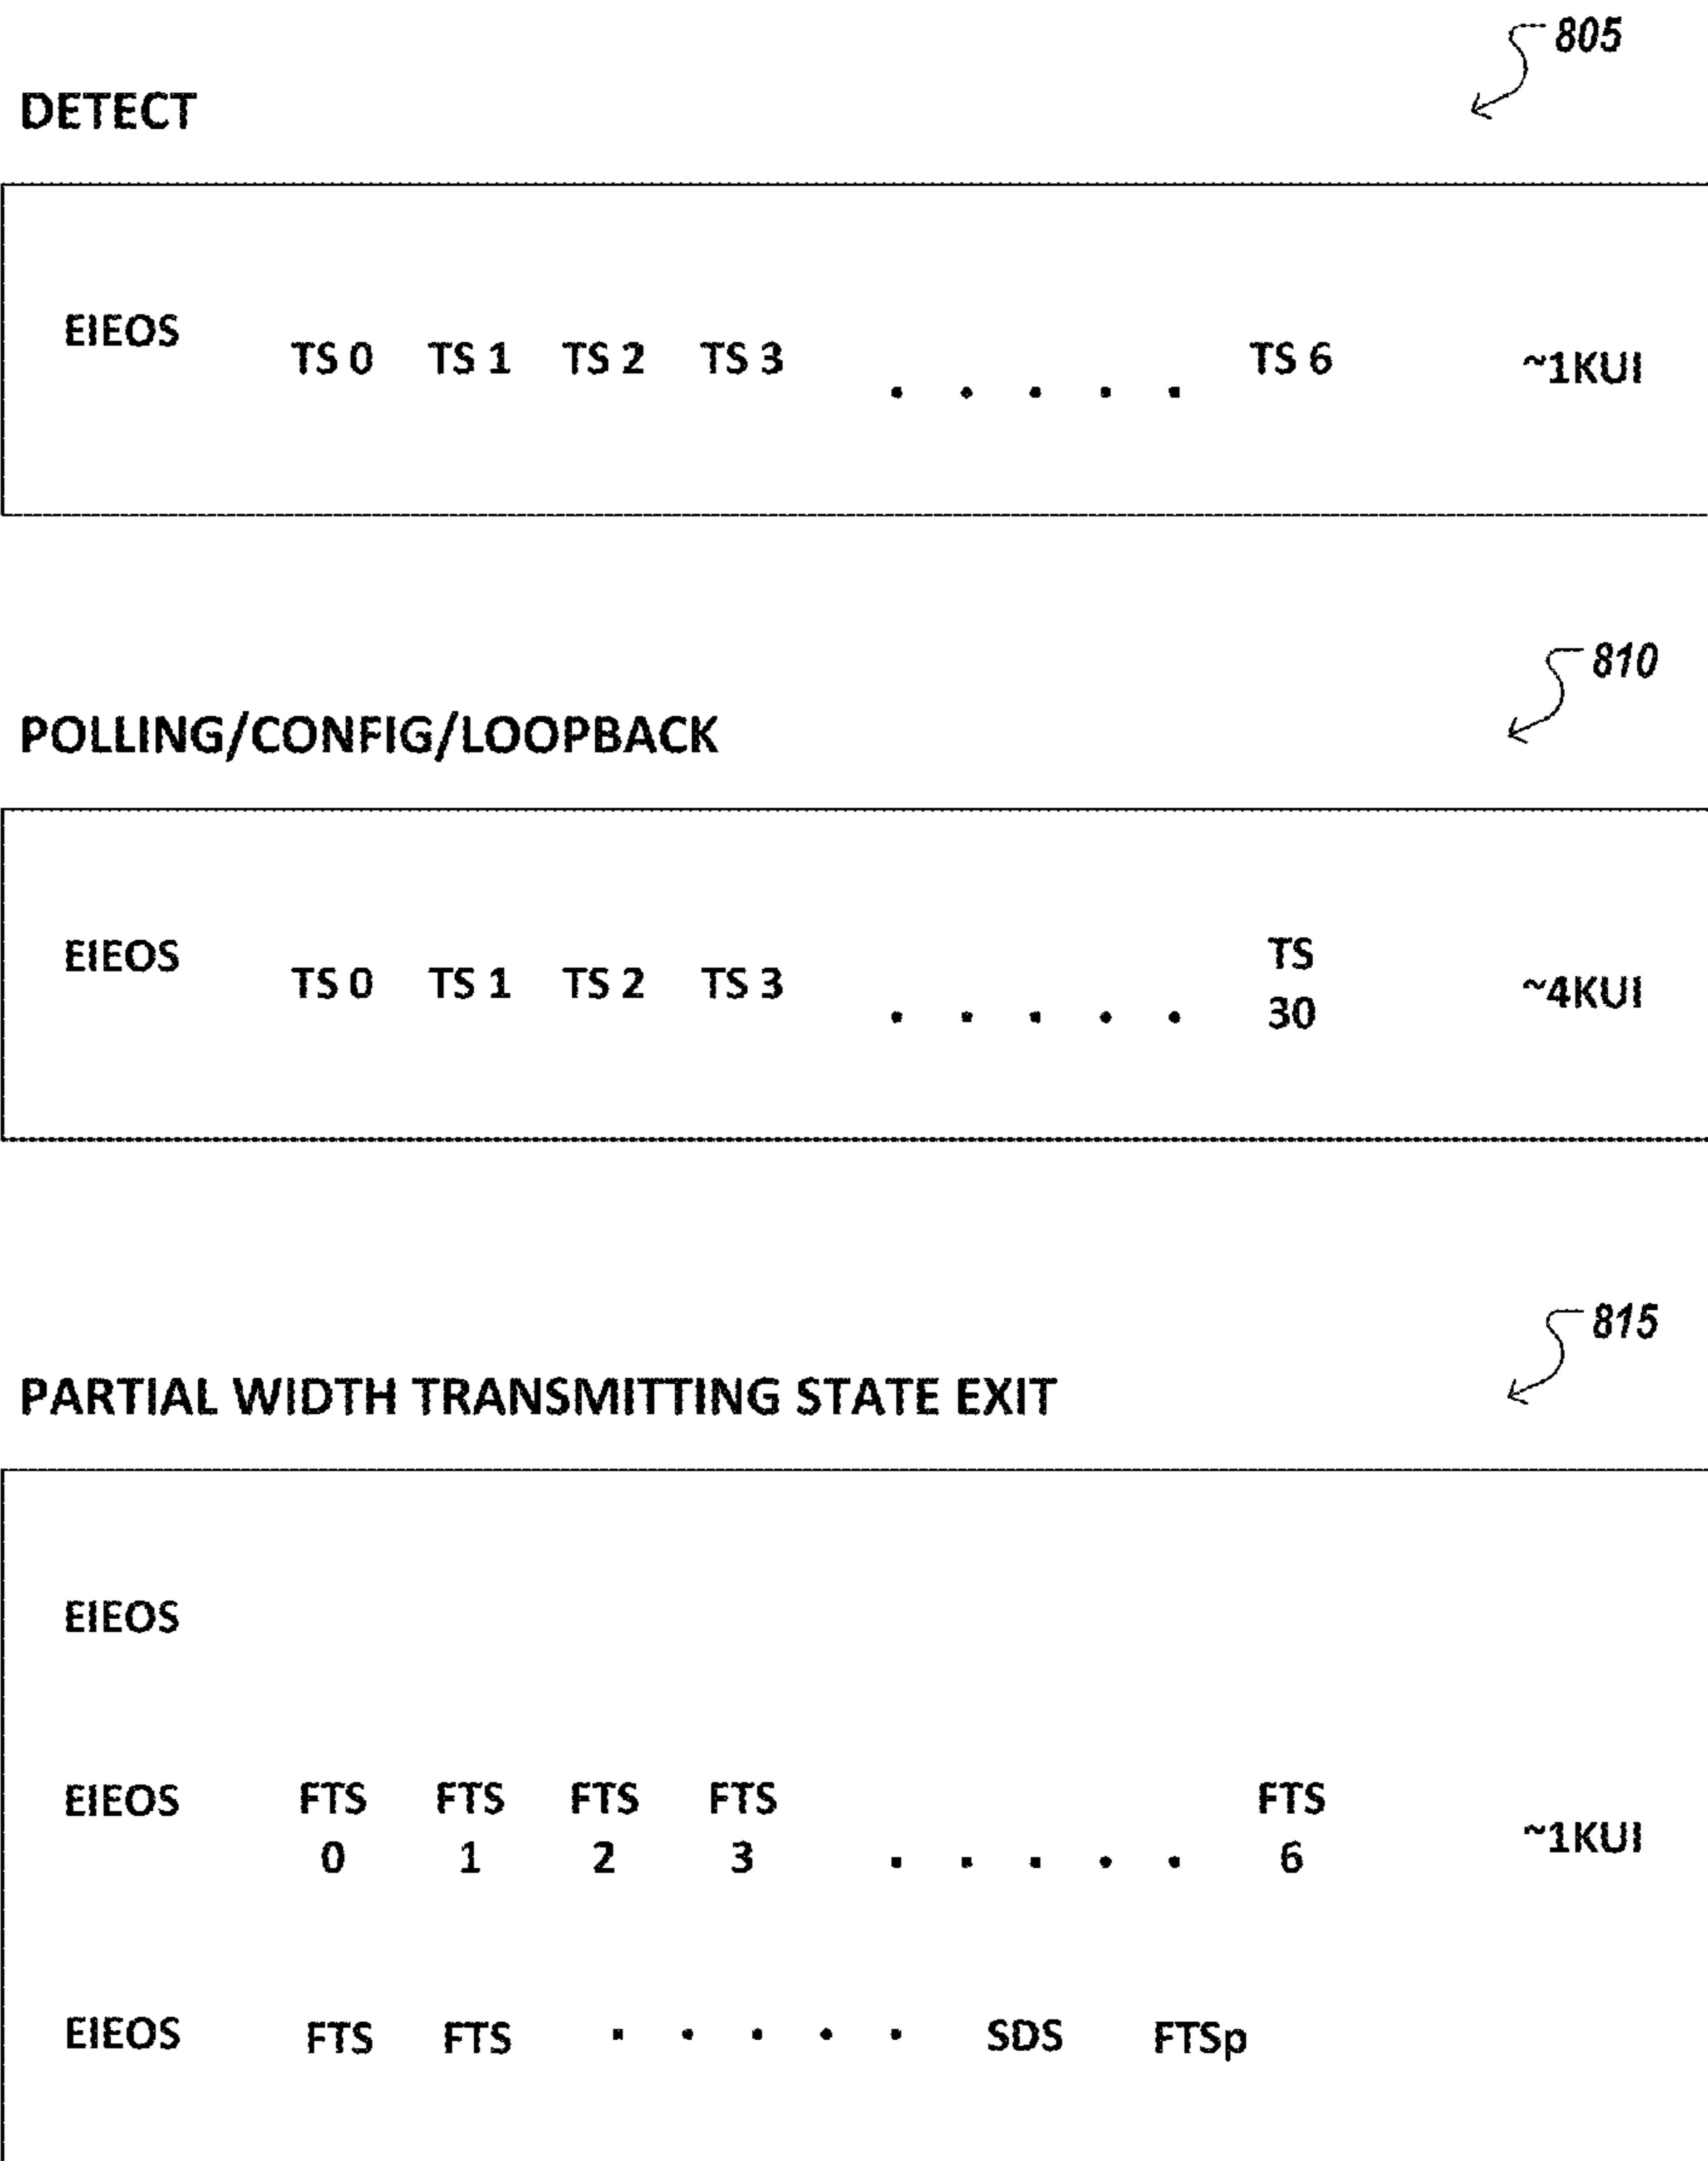 805
DETECT
EIEOS TS 0 TS 1 TS 2 TS 3 . . . . . TS 6 ~1KUI
810
POLLING/CONFIG/LOOPBACK
EIEOS TS 0 TS 1 TS 2 TS 3 . . . . . TS 30 ~4KUI
815
PARTIAL WIDTH TRANSMITTING STATE EXIT
EIEOS
EIEOS FTS 0 FTS 1 FTS 2 FTS 3 . . . . . FTS 6 ~1KUI
EIEOS FTS FTS . . . . . SDS FTSp